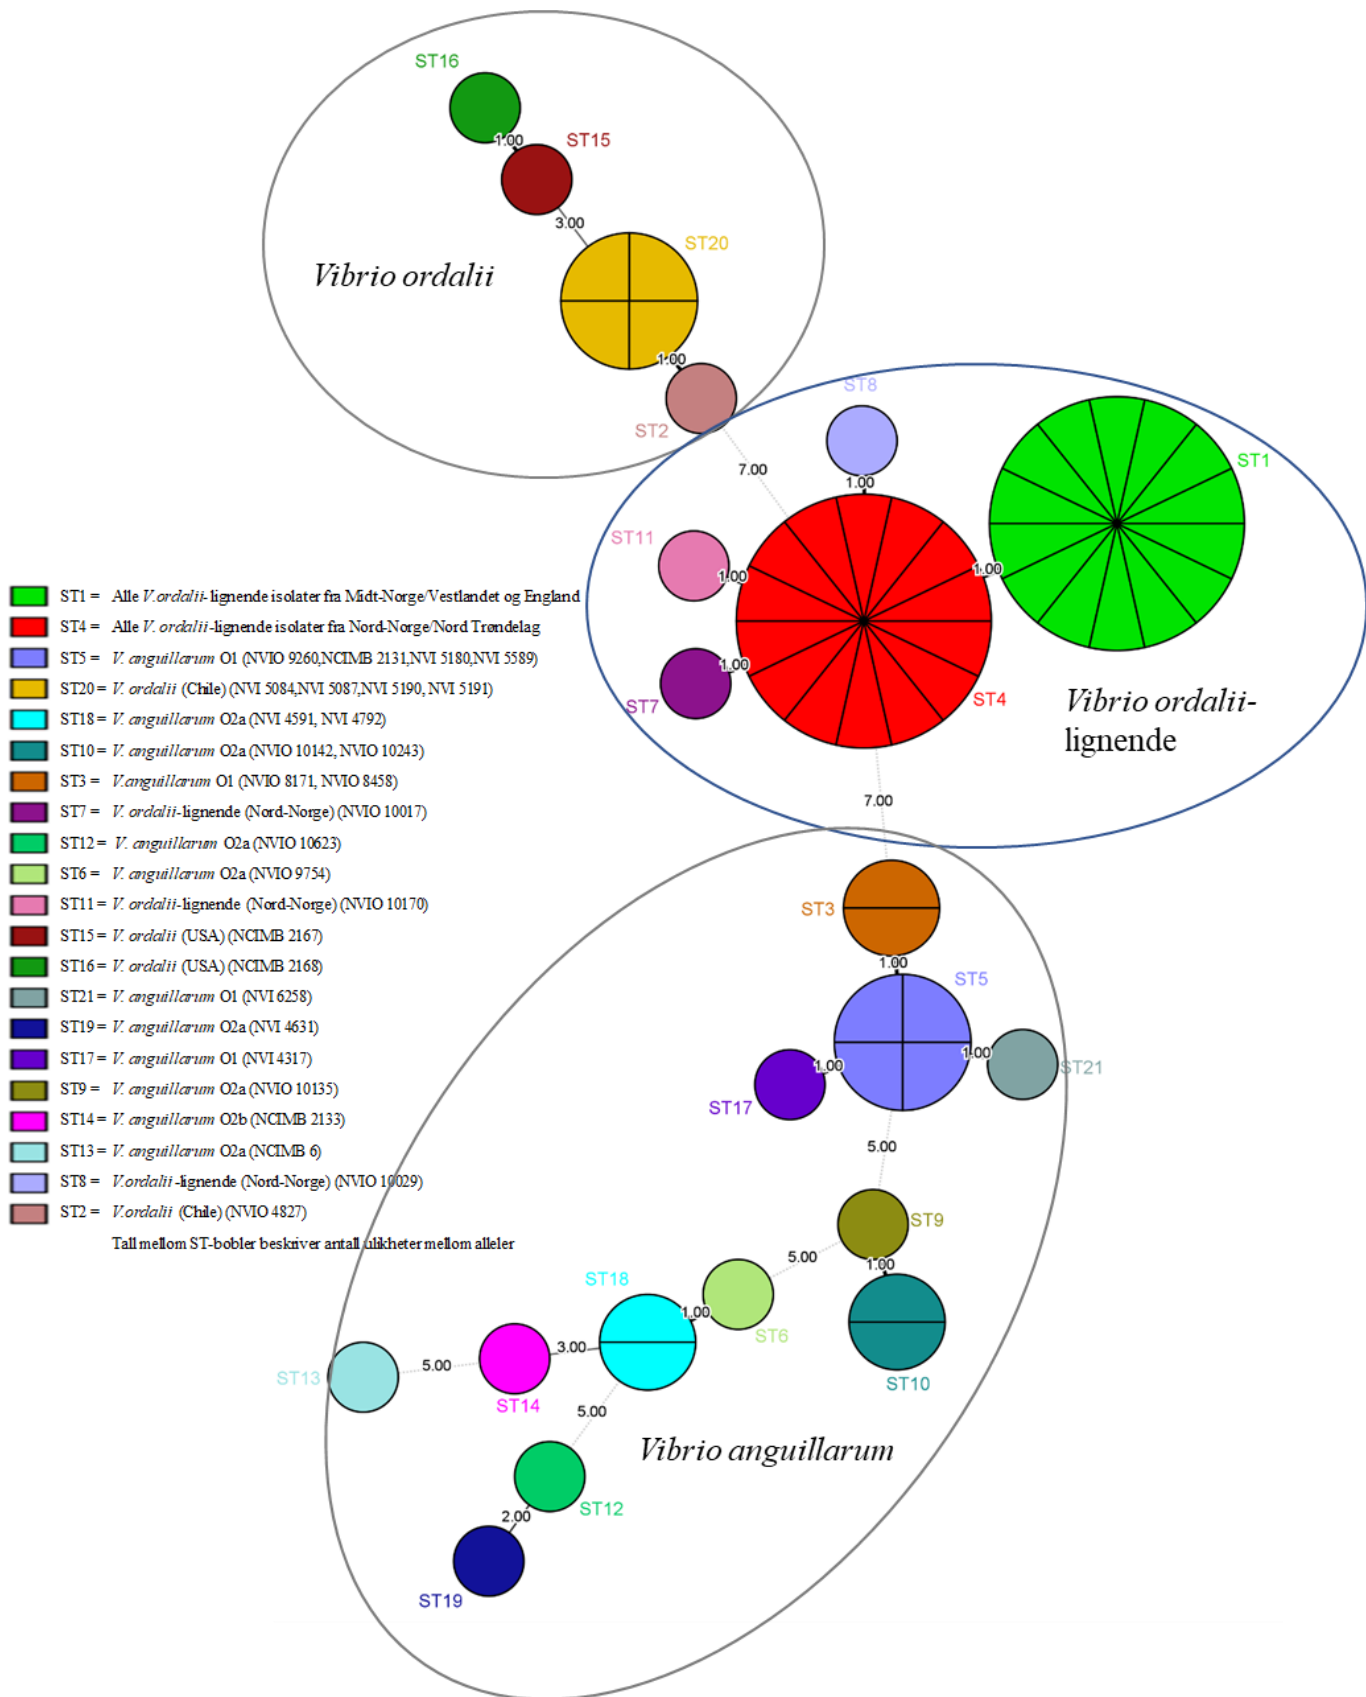 ST16
1.00
ST15
3.00
ST20
Vibrio ordalii
1.00
ST2
ST8
7.00
1.00
ST1
ST11
1.00
1.00
1.00
ST7
ST4
Vibrio ordalii-
lignende
7.00
ST1 = Alle V.ordalii-lignende isolater fra Midt-Norge/Vestlandet og England
ST4 = Alle V. ordalii-lignende isolater fra Nord-Norge/Nord Trøndelag
ST5 = V. anguillarum O1 (NVIO 9260,NCIMB 2131,NVI 5180,NVI 5589)
ST20 = V. ordalii (Chile) (NVI 5084,NVI 5087,NVI 5190, NVI 5191)
ST18 = V. anguillarum O2a (NVI 4591, NVI 4792)
ST10 = V. anguillarum O2a (NVIO 10142, NVIO 10243)
ST3 = V.anguillarum O1 (NVIO 8171, NVIO 8458)
ST7 = V. ordalii-lignende (Nord-Norge) (NVIO 10017)
ST12 = V. anguillarum O2a (NVIO 10623)
ST6 = V. anguillarum O2a (NVIO 9754)
ST11 = V. ordalii-lignende (Nord-Norge) (NVIO 10170)
ST15 = V. ordalii (USA) (NCIMB 2167)
ST16 = V. ordalii (USA) (NCIMB 2168)
ST21 = V. anguillarum O1 (NVI 6258)
ST19 = V. anguillarum O2a (NVI 4631)
ST17 = V. anguillarum O1 (NVI 4317)
ST9 = V. anguillarum O2a (NVIO 10135)
ST14 = V. anguillarum O2b (NCIMB 2133)
ST13 = V. anguillarum O2a (NCIMB 6)
ST8 = V.ordalii-lignende (Nord-Norge) (NVIO 10029)
ST2 = V.ordalii (Chile) (NVIO 4827)
Tall mellom ST-bobler beskriver antall ulikheter mellom alleler
ST3
1.00
ST5
1.00
1.00
ST21
ST17
5.00
ST9
5.00
1.00
ST18
1.00
ST6
ST10
3.00
5.00
ST13
ST14
5.00
Vibrio anguillarum
ST12
2.00
ST19